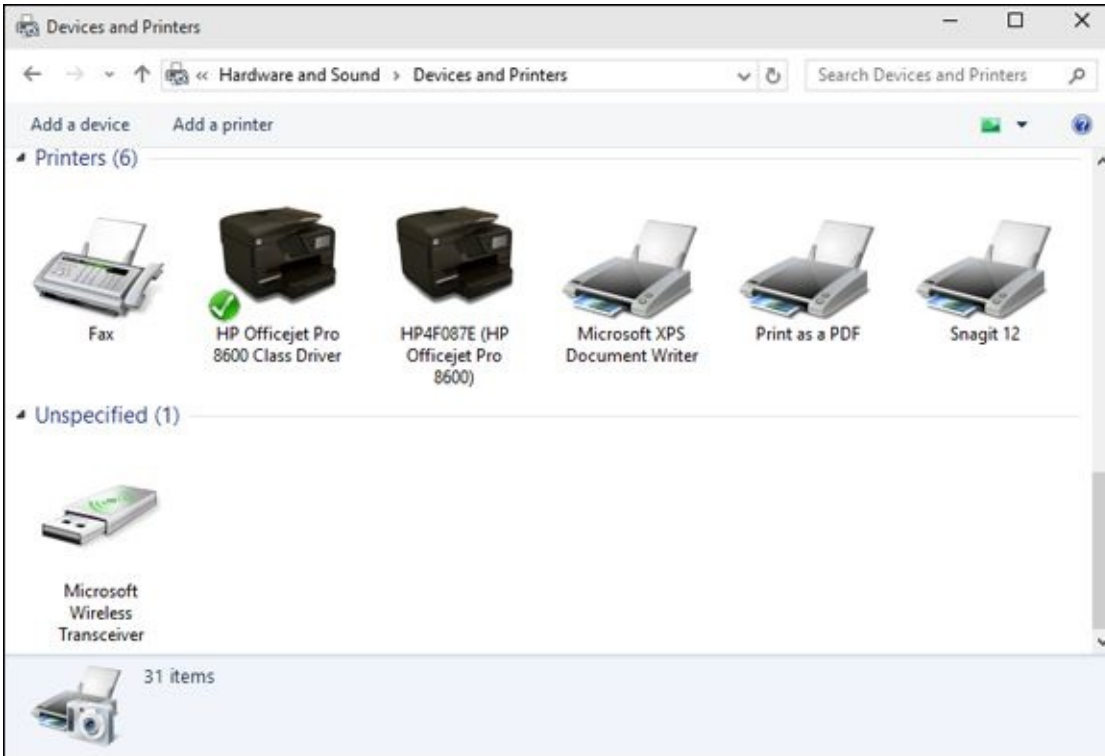 Devices and Printers
« Hardware and Sound › Devices and Printers
Search Devices and Printers
Add a device Add a printer
Printers (6)
Fax
HP Officejet Pro
8600 Class Driver
HP4F087E (HP
Officejet Pro
8600)
Microsoft XPS
Document Writer
Print as a PDF
Snagit 12
Unspecified (1)
Microsoft
Wireless
Transceiver
31 items